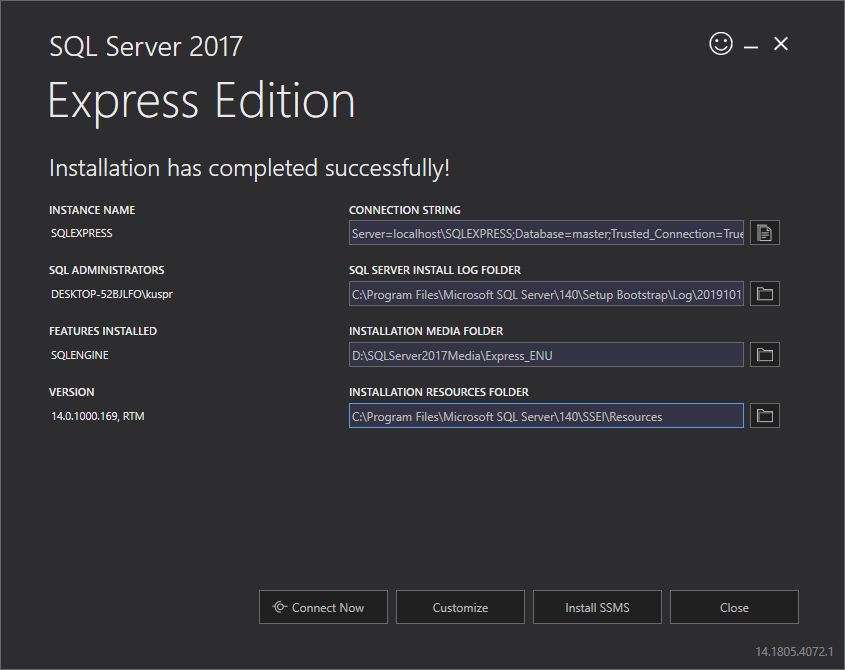 SQL Server 2017
Express Edition
Installation has completed successfully!
INSTANCE NAME
SQLEXPRESS
CONNECTION STRING
Server=localhost\SQLEXPRESS;Database=master;Trusted_Connection=True
SQL ADMINISTRATORS
DESKTOP-52BJLFO\kuspr
SQL SERVER INSTALL LOG FOLDER
C:\Program Files\Microsoft SQL Server\140\Setup Bootstrap\Log\2019101
FEATURES INSTALLED
SQLENGINE
INSTALLATION MEDIA FOLDER
D:\SQLServer2017Media\Express_ENU
VERSION
14.0.1000.169, RTM
INSTALLATION RESOURCES FOLDER
C:\Program Files\Microsoft SQL Server\140\SSEI\Resources
Connect Now
Customize
Install SSMS
Close
14.1805.4072.1